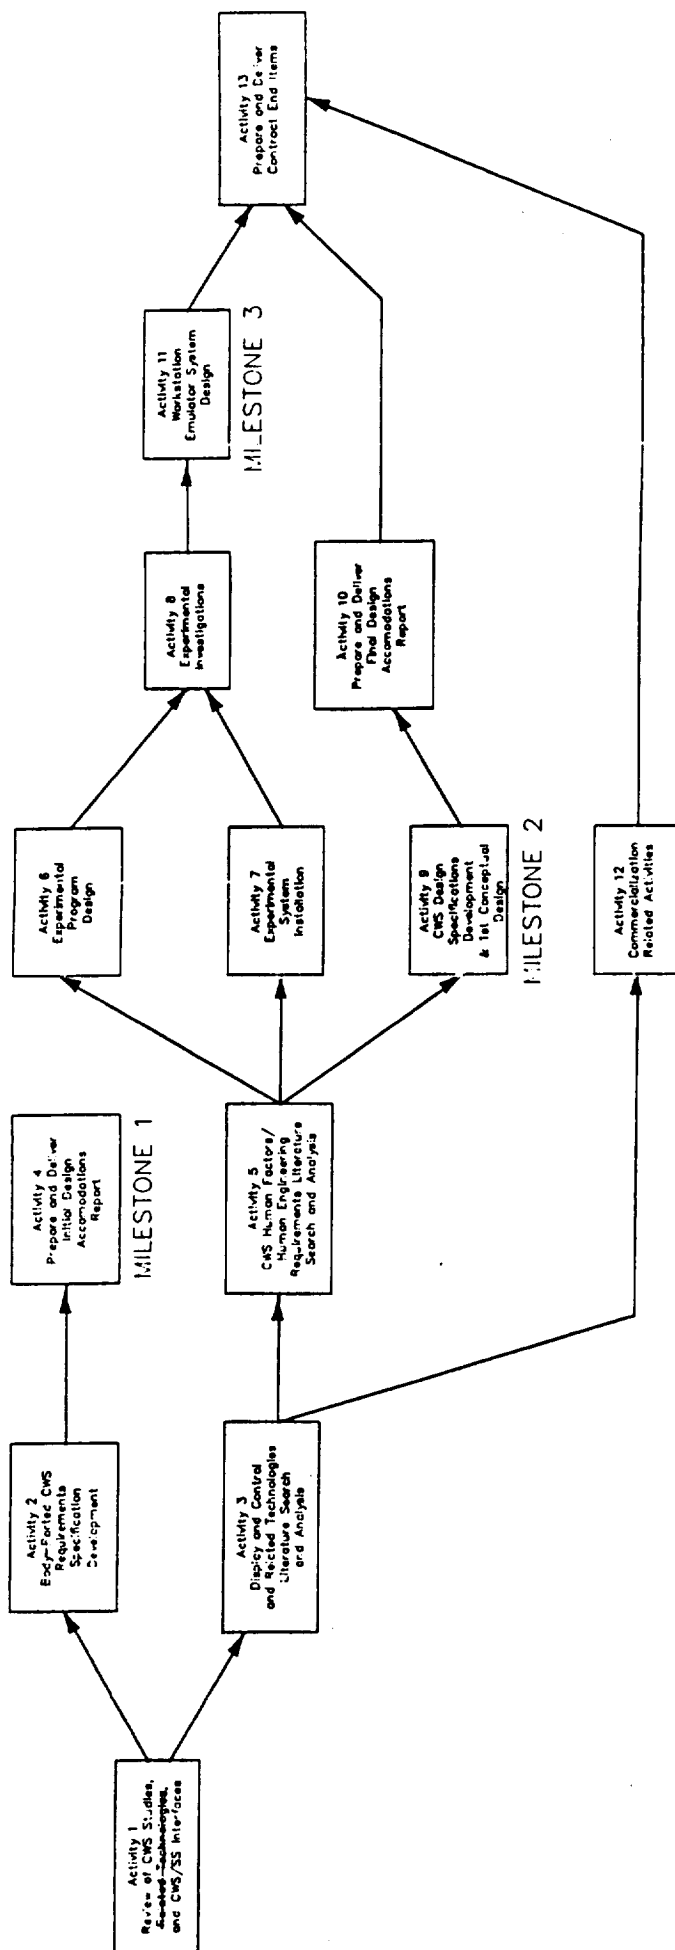 Activity 1
Review of CWS Studies,
Related Technologies,
and CWS/SS Interfaces
Activity 2
Body-Ported CWS
Requirements
Specification
Development
Activity 3
Display and Control
and Related Technologies
Literature Search
and Analysis
Activity 4
Prepare and Deliver
Initial Design
Accomodations
Report
MILESTONE 1
Activity 5
CWS Human Factors/
Human Engineering
Requirements Literature
Search and Analysis
Activity 6
Experimental
Program
Design
Activity 7
Experimental
System
Installation
Activity 9
CWS Design
Specifications
Development
& 1st Conceptual
Design
MILESTONE 2
Activity 12
Commercialization
Related Activities
Activity 8
Experimental
Investigations
Activity 10
Prepare and Deliver
Final Design
Accomodations
Report
Activity 11
Workstation
Emulator System
Design
MILESTONE 3
Activity 13
Prepare and Deliver
Contract End Items